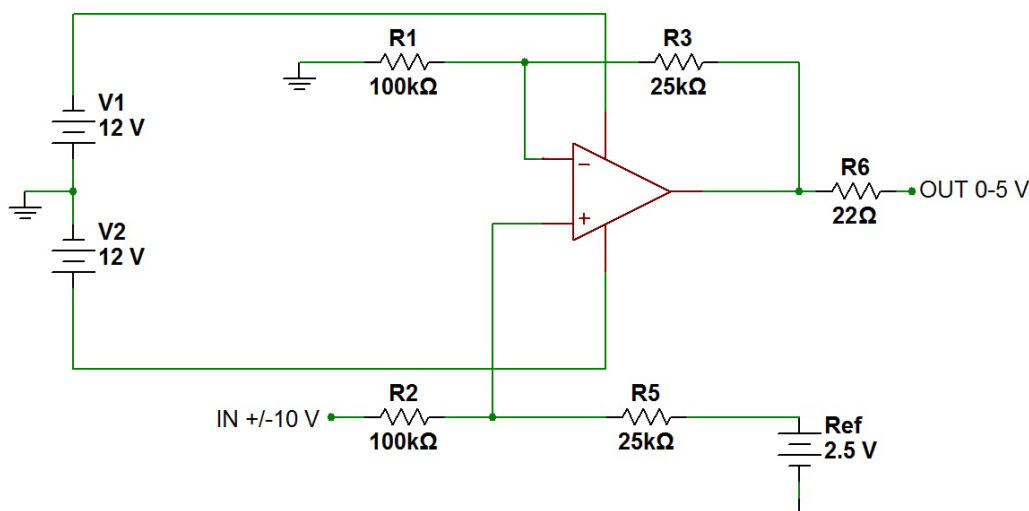 R1
100kΩ
R3
25kΩ
V1
12 V
V2
12 V
−
+
R6
22Ω
OUT 0-5 V
IN +/-10 V
R2
100kΩ
R5
25kΩ
Ref
2.5 V